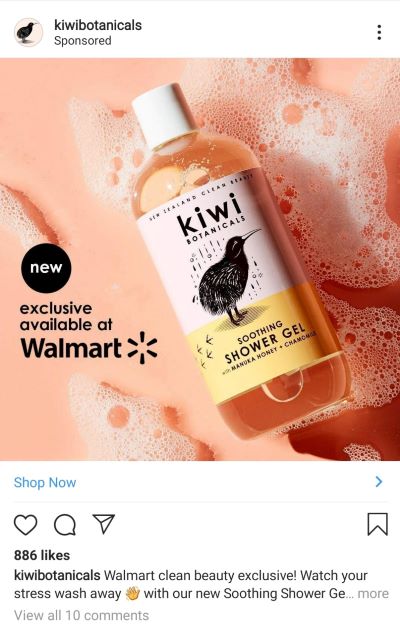 kiwibotanicals
Sponsored
NEW ZEALAND CLEAN BEAUTY
kiwi
BOTANICALS
SOOTHING
SHOWER GEL
with MANUKA HONEY + CHAMOMILE
new
exclusive
available at
Walmart
Shop Now
886 likes
kiwibotanicals Walmart clean beauty exclusive! Watch your
stress wash away 👋 with our new Soothing Shower Ge... more
View all 10 comments